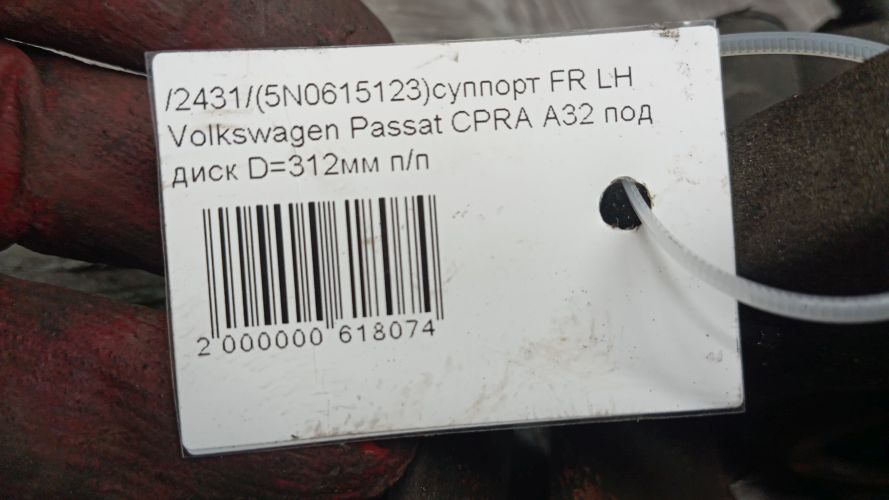 /2431/(5N0615123)суппорт FR LH
Volkswagen Passat CPRA A32 под
диск D=312мм п/п
2 000000 618074